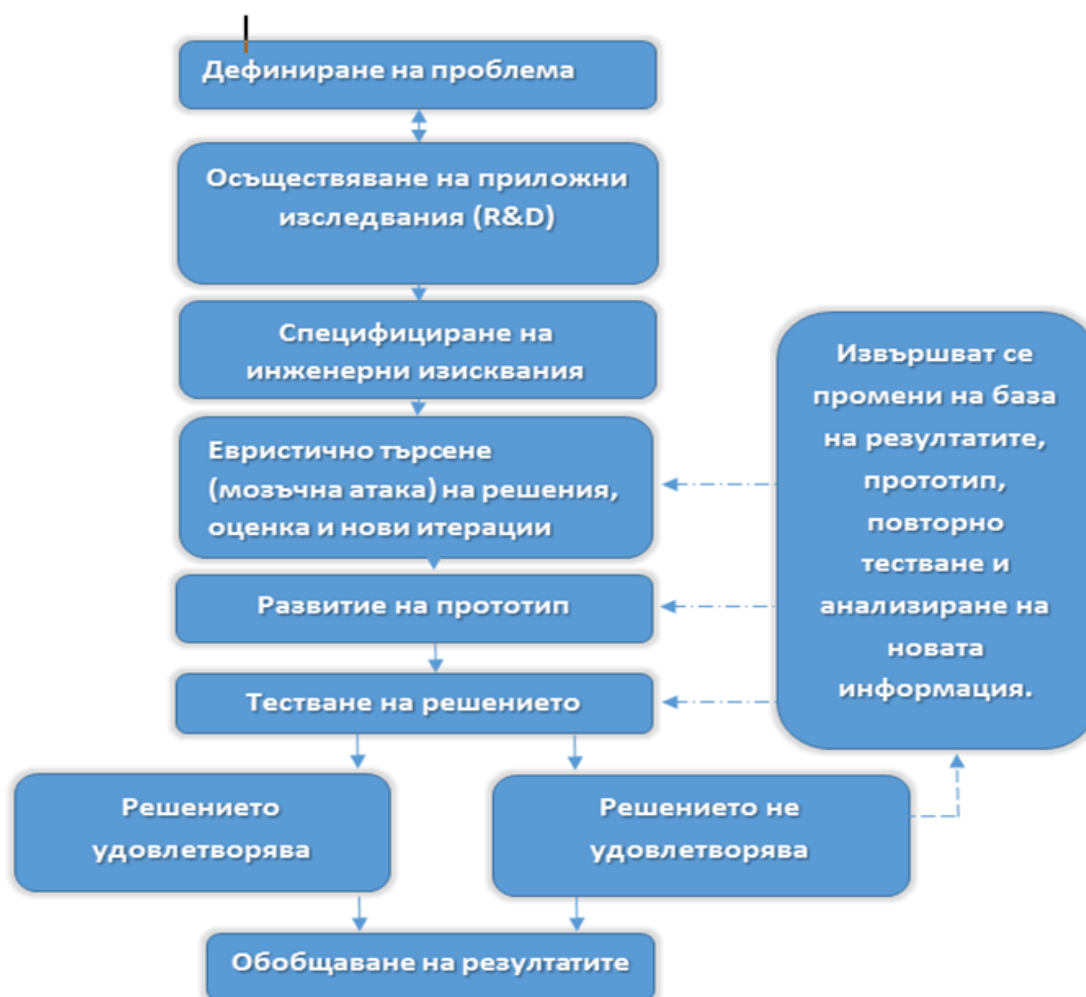 Дефиниране на проблема
Осъществяване на приложни
изследвания (R&D)
Специфициране на
инженерни изисквания
Евристично търсене
(мозъчна атака) на решения,
оценка и нови итерации
Развитие на прототип
Тестване на решението
Извършват се
промени на база
на резултатите,
прототип,
повторно
тестване и
анализиране на
новата
информация.
Решението
удовлетворява
Решението не
удовлетворява
Обобщаване на резултатите